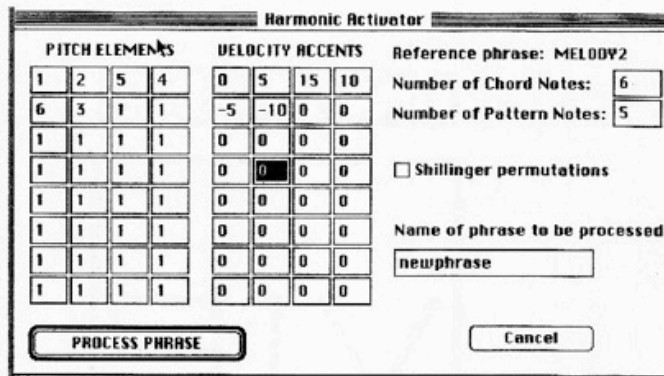 Harmonic Activator
PITCH ELEMENTS
1 2 5 4
6 3 1 1
1 1 1 1
1 1 1 1
1 1 1 1
1 1 1 1
1 1 1 1
1 1 1 1
VELOCITY ACCENTS
0 5 15 10
-5 -10 0 0
0 0 0 0
0 0 0 0
0 0 0 0
0 0 0 0
0 0 0 0
0 0 0 0
Reference phrase: MELODY2
Number of Chord Notes: 6
Number of Pattern Notes: 5
Shillinger permutations
Name of phrase to be processed
newphrase
PROCESS PHRASE
Cancel